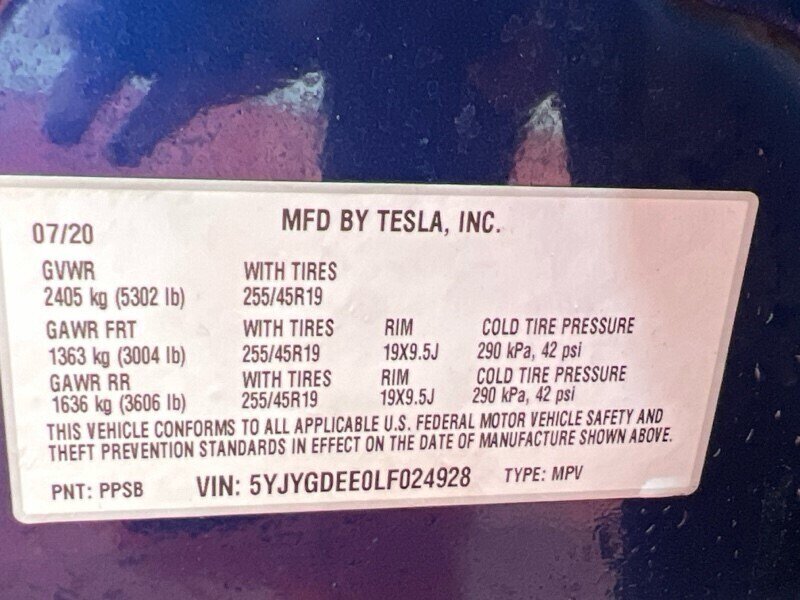 07/20 MFD BY TESLA, INC.
GVWR WITH TIRES
2405 kg (5302 lb) 255/45R19
GAWR FRT WITH TIRES RIM COLD TIRE PRESSURE
1363 kg (3004 lb) 255/45R19 19X9.5J 290 kPa, 42 psi
GAWR RR WITH TIRES RIM COLD TIRE PRESSURE
1636 kg (3606 lb) 255/45R19 19X9.5J 290 kPa, 42 psi
THIS VEHICLE CONFORMS TO ALL APPLICABLE U.S. FEDERAL MOTOR VEHICLE SAFETY AND
THEFT PREVENTION STANDARDS IN EFFECT ON THE DATE OF MANUFACTURE SHOWN ABOVE.
PNT: PPSB VIN: 5YJYGDEE0LF024928 TYPE: MPV